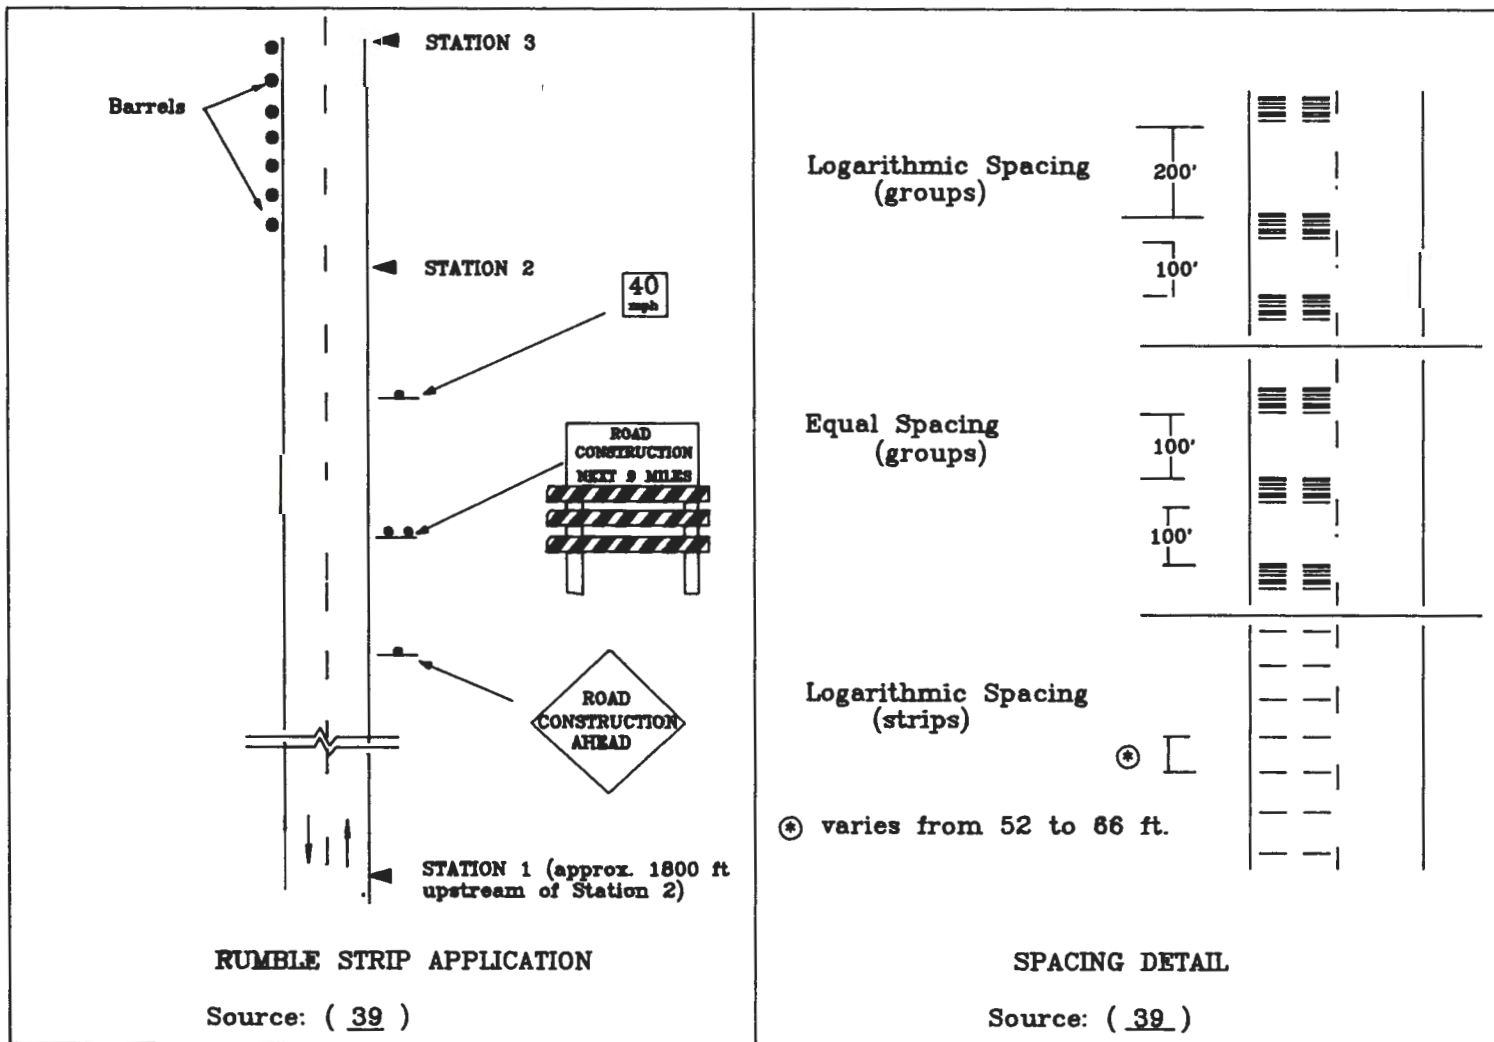 STATION 3
Barrels
STATION 2
40
mph
ROAD
CONSTRUCTION
NEXT 9 MILES
ROAD
CONSTRUCTION
AHEAD
STATION 1 (approx. 1800 ft
upstream of Station 2)
RUMBLE STRIP APPLICATION
Source: ( 39 )
Logarithmic Spacing
(groups)
200'
100'
Equal Spacing
(groups)
100'
100'
Logarithmic Spacing
(strips)
*
* varies from 52 to 66 ft.
SPACING DETAIL
Source: ( 39 )